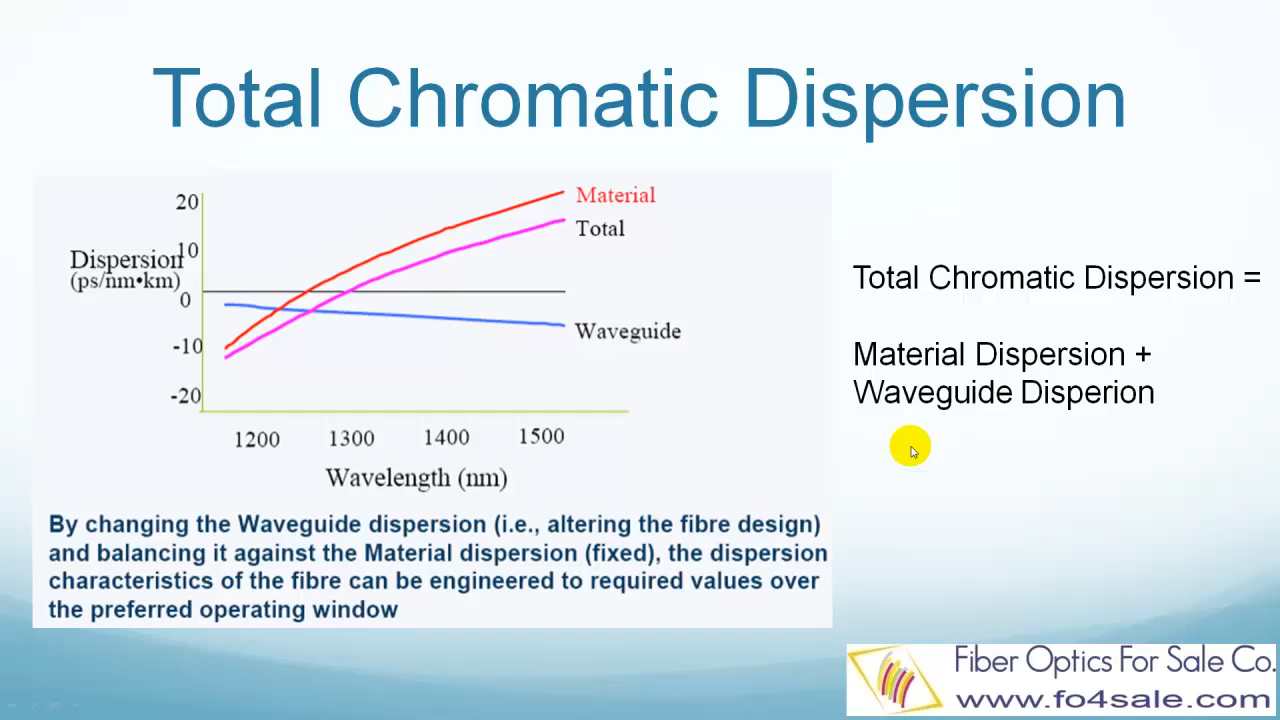 Total Chromatic Dispersion
20
10
0
-10
-20
Dispersion
(ps/nm•km)
Material
Total
Waveguide
1200 1300 1400 1500
Wavelength (nm)
By changing the Waveguide dispersion (i.e., altering the fibre design)
and balancing it against the Material dispersion (fixed), the dispersion
characteristics of the fibre can be engineered to required values over
the preferred operating window
Total Chromatic Dispersion =
Material Dispersion +
Waveguide Disperion
Fiber Optics For Sale Co.
www.fo4sale.com